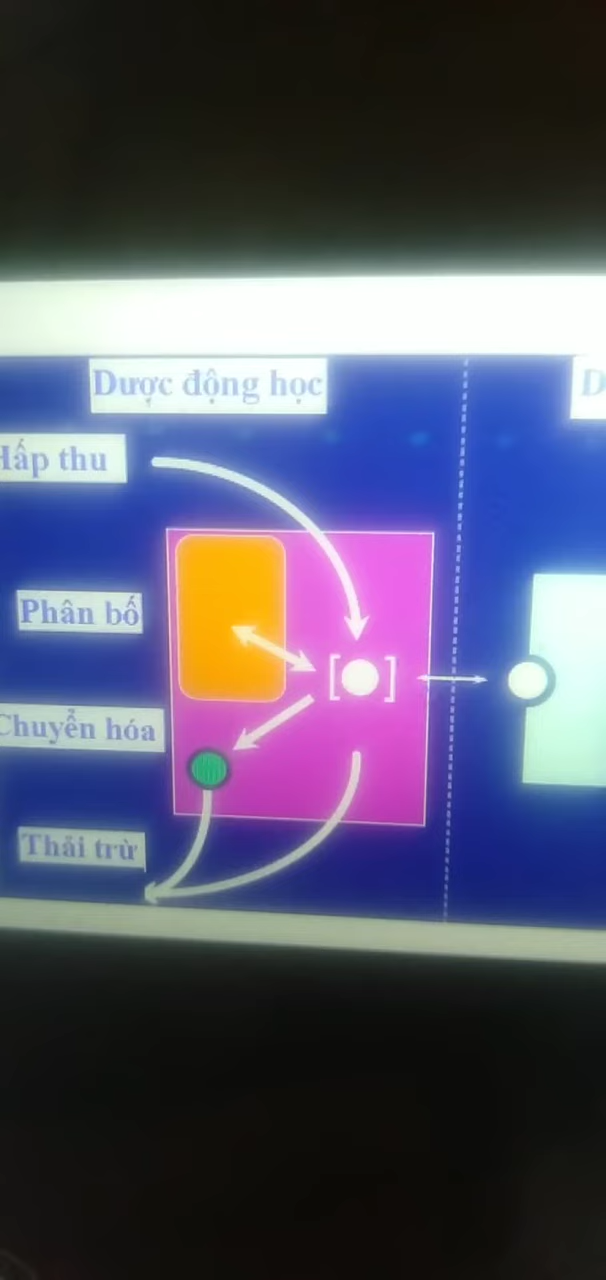 Dược động học
D
Hấp thu
Phân bố
[ ]
Chuyển hóa
Thải trừ